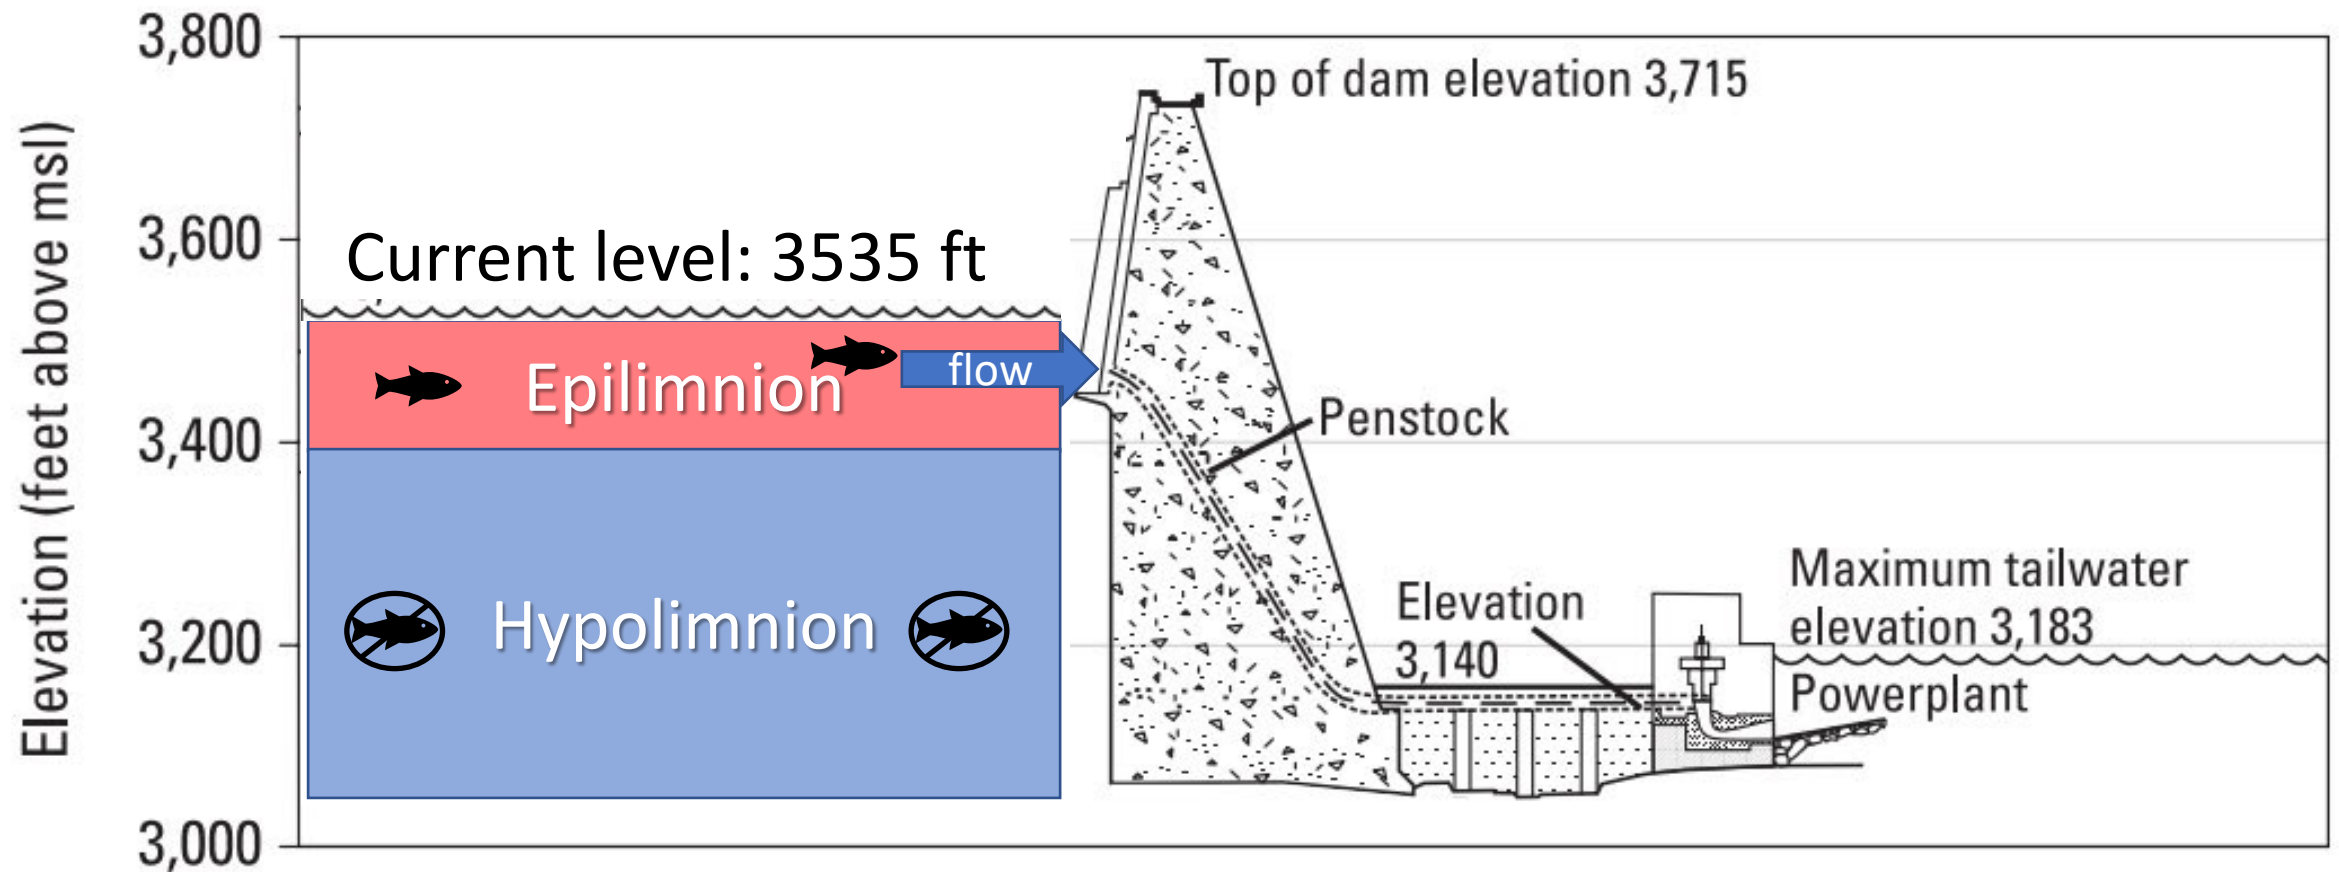 3,800
Top of dam elevation 3,715
3,600
Current level: 3535 ft
Epilimnion
flow
3,400
Penstock
Elevation (feet above msl)
Hypolimnion
3,200
Elevation
3,140
Maximum tailwater
elevation 3,183
Powerplant
3,000